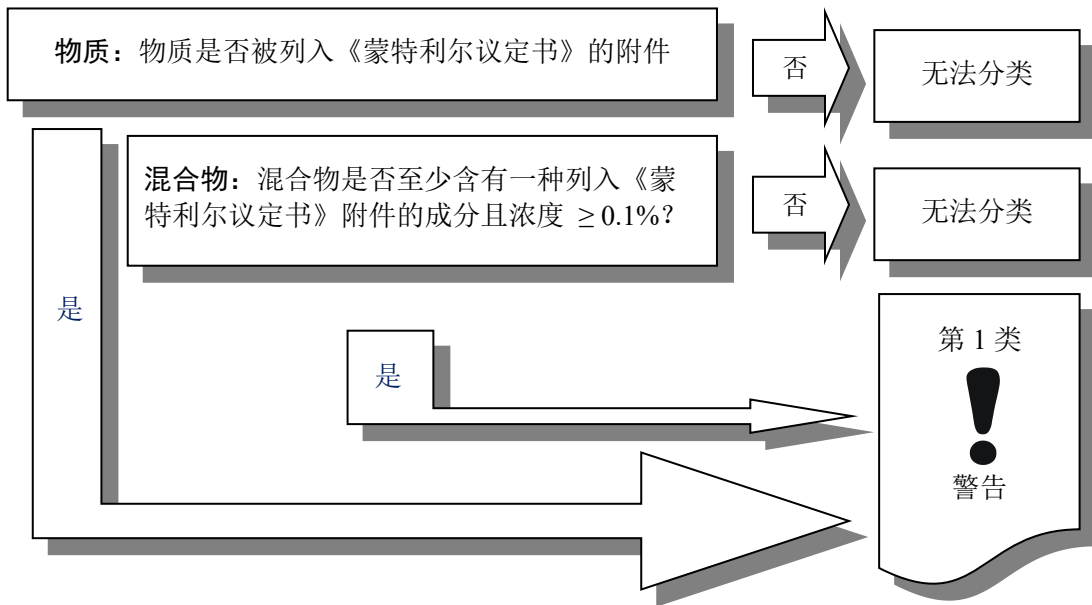 物质：物质是否被列入《蒙特利尔议定书》的附件
否
无法分类
混合物：混合物是否至少含有一种列入《蒙
特利尔议定书》附件的成分且浓度 ≥ 0.1%？
否
无法分类
是
是
第 1 类
警告